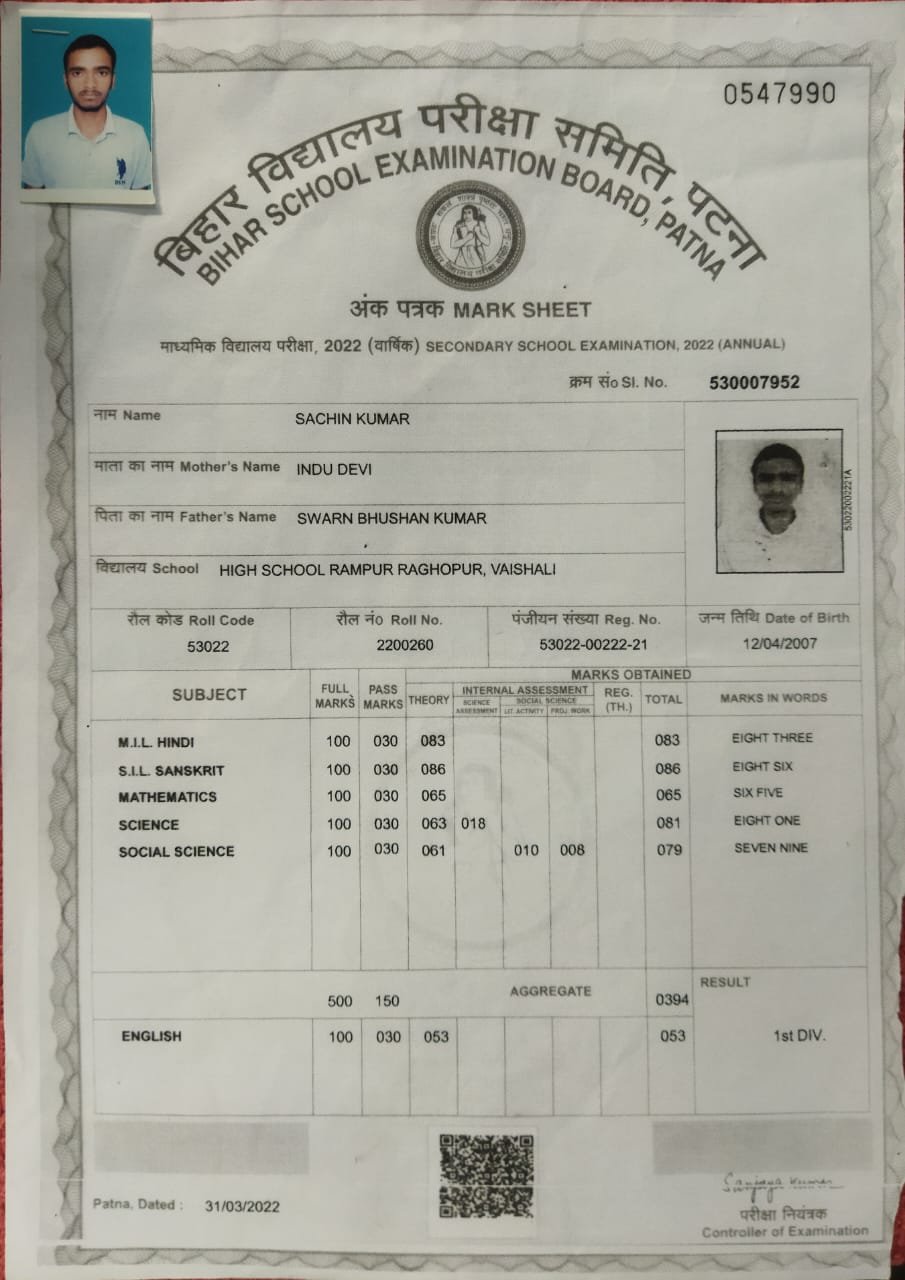 0547990
बिहार विद्यालय परीक्षा समिति, पटना
BIHAR SCHOOL EXAMINATION BOARD, PATNA
अंक पत्रक MARK SHEET
माध्यमिक विद्यालय परीक्षा, 2022 (वार्षिक) SECONDARY SCHOOL EXAMINATION, 2022 (ANNUAL)
क्रम सं० Sl. No. 530007952
नाम Name SACHIN KUMAR
माता का नाम Mother's Name INDU DEVI
पिता का नाम Father's Name SWARN BHUSHAN KUMAR
53022002221A
विद्यालय School HIGH SCHOOL RAMPUR RAGHOPUR, VAISHALI
रौल कोड Roll Code रौल नं० Roll No. पंजीयन संख्या Reg. No. जन्म तिथि Date of Birth
53022 2200260 53022-00222-21 12/04/2007
MARKS OBTAINED
SUBJECT FULL MARKS PASS MARKS THEORY INTERNAL ASSESSMENT REG. (TH.) TOTAL MARKS IN WORDS
SCIENCE ASSESSMENT SOCIAL SCIENCE
LIT. ACTIVITY PROJ. WORK
M.I.L. HINDI 100 030 083 083 EIGHT THREE
S.I.L. SANSKRIT 100 030 086 086 EIGHT SIX
MATHEMATICS 100 030 065 065 SIX FIVE
SCIENCE 100 030 063 018 081 EIGHT ONE
SOCIAL SCIENCE 100 030 061 010 008 079 SEVEN NINE
500 150 AGGREGATE 0394 RESULT
ENGLISH 100 030 053 053 1st DIV.
Patna, Dated : 31/03/2022
Sanjaya Kumar
परीक्षा नियंत्रक
Controller of Examination